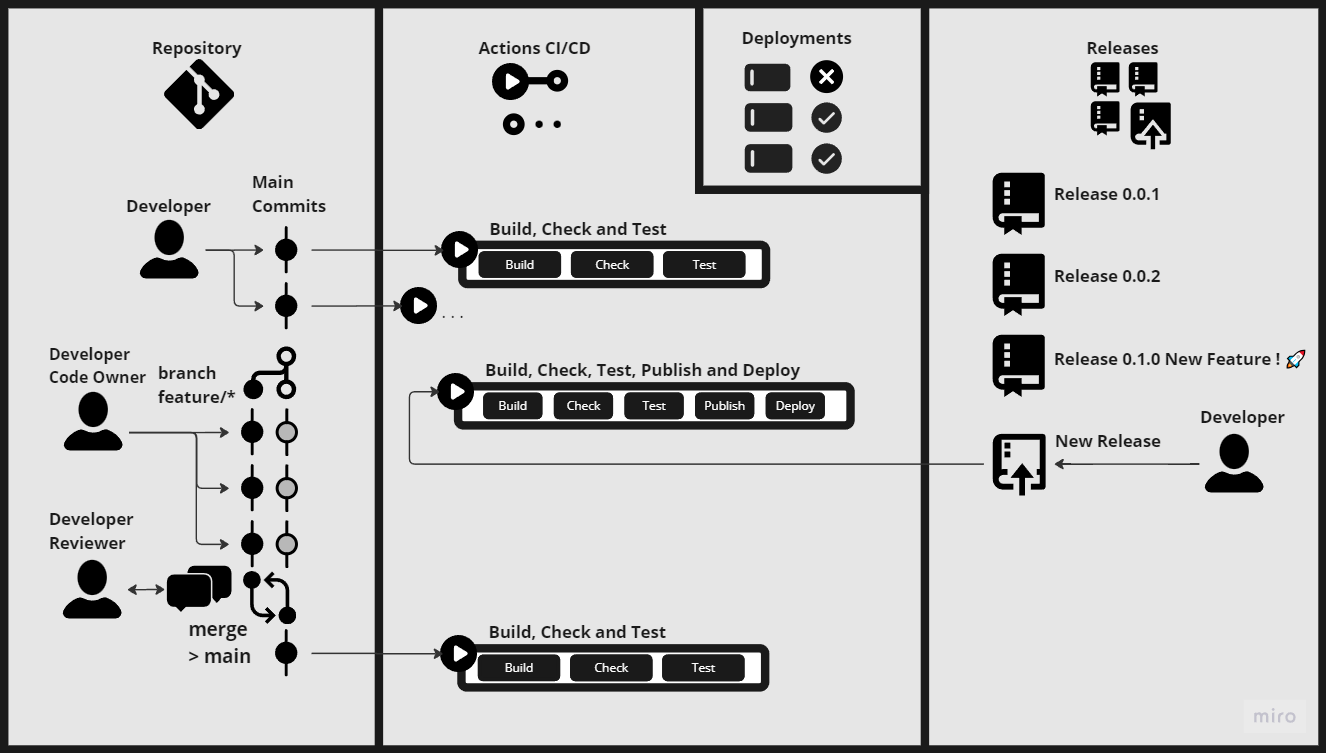 Repository
Main
Commits
Developer
Developer
Code Owner
branch
feature/*
Developer
Reviewer
merge
> main
Actions CI/CD
Build, Check and Test
Build
Check
Test
. . .
Build, Check, Test, Publish and Deploy
Build
Check
Test
Publish
Deploy
Build, Check and Test
Build
Check
Test
Deployments
Releases
Release 0.0.1
Release 0.0.2
Release 0.1.0 New Feature ! 🚀
Developer
New Release
miro